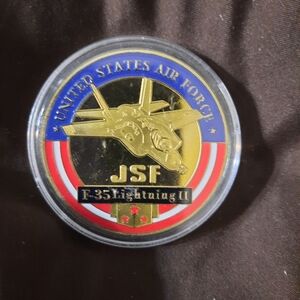 UNITED STATES AIR FORCE
JSF
F-35 Lightning II